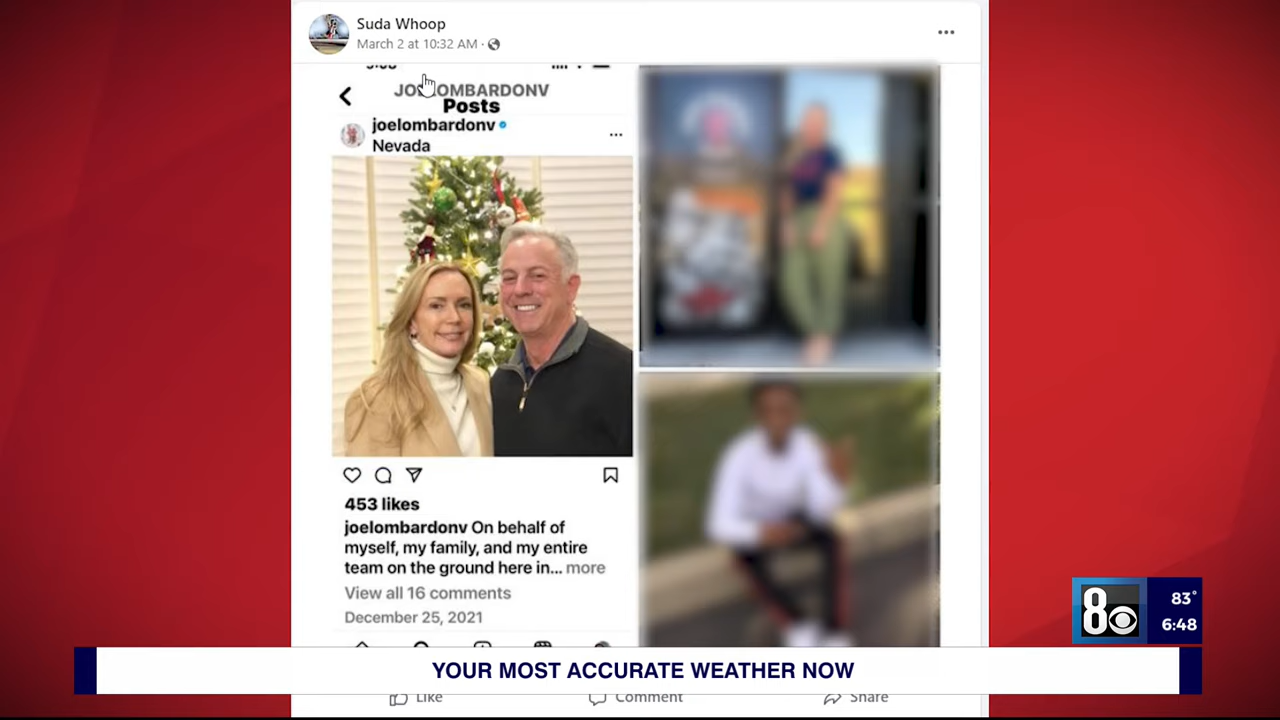 Suda Whoop
March 2 at 10:32 AM ·
Posts
joelombardonv
Nevada
453 likes
joelombardonv On behalf of
myself, my family, and my entire
team on the ground here in... more
View all 16 comments
December 25, 2021
8
83°
6:48
YOUR MOST ACCURATE WEATHER NOW
Like
Comment
Share